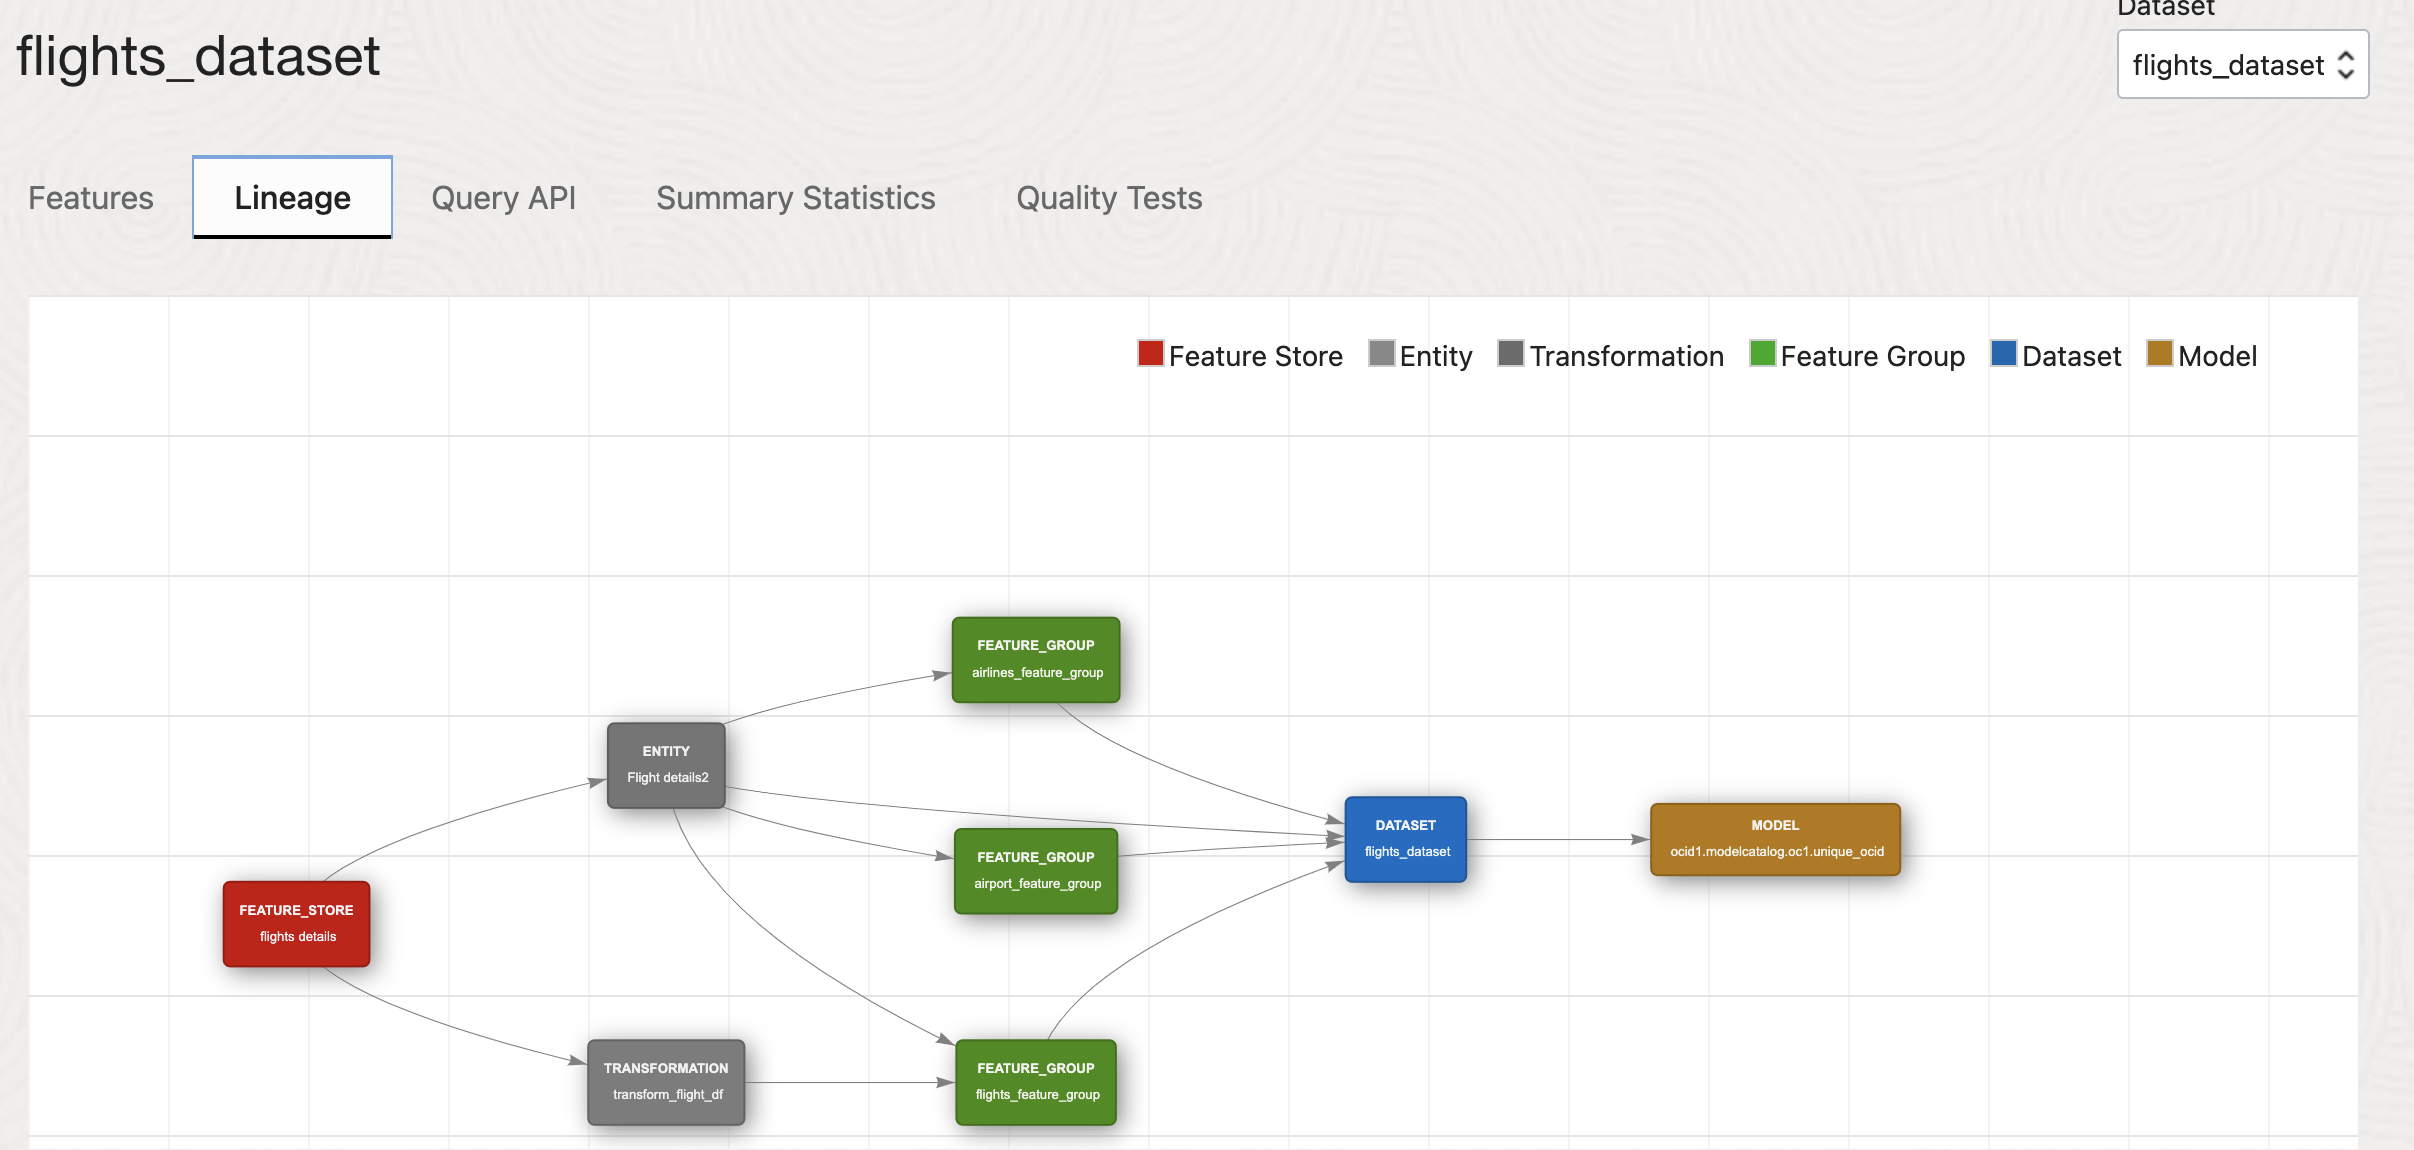 Dataset
flights_dataset
flights_dataset
Features
Lineage
Query API
Summary Statistics
Quality Tests
Feature Store
Entity
Transformation
Feature Group
Dataset
Model
FEATURE_GROUP
airlines_feature_group
ENTITY
Flight details2
DATASET
flights_dataset
MODEL
ocid1.modelcatalog.oc1.unique_ocid
FEATURE_GROUP
airport_feature_group
FEATURE_STORE
flights details
TRANSFORMATION
transform_flight_df
FEATURE_GROUP
flights_feature_group